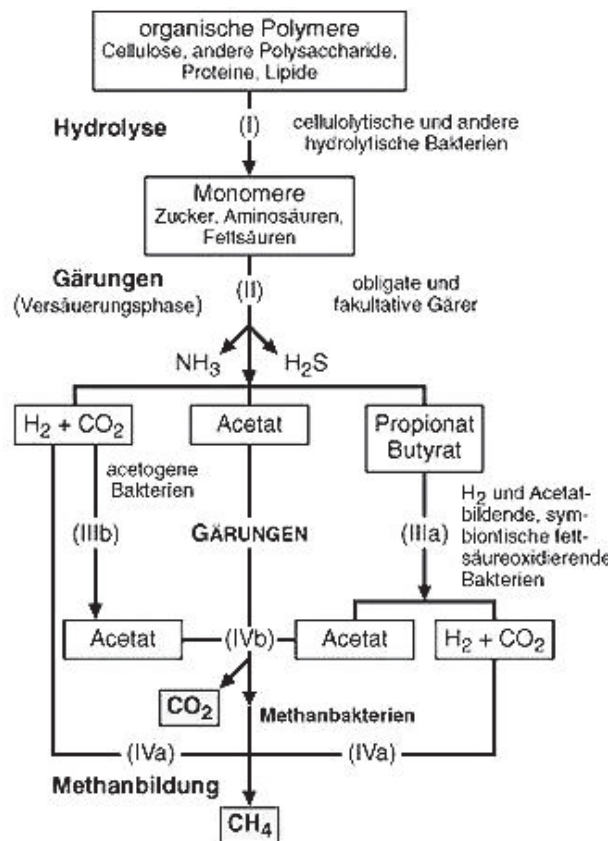 organische Polymere
Cellulose, andere Polysaccharide,
Proteine, Lipide
Hydrolyse
(I)
cellulolytische und andere
hydrolytische Bakterien
Monomere
Zucker, Aminosäuren,
Fettsäuren
Gärungen
(Versäuerungsphase)
(II)
obligate und
fakultative Gärer
NH3
H2S
H2 + CO2
Acetat
Propionat
Butyrat
acetogene
Bakterien
H2 und Acetat-
bildende, sym-
biontische fett-
säureoxidierende
Bakterien
(IIIb)
GÄRUNGEN
(IIIa)
Acetat
(IVb)
Acetat
H2 + CO2
CO2
Methanbakterien
(IVa)
(IVa)
Methanbildung
CH4